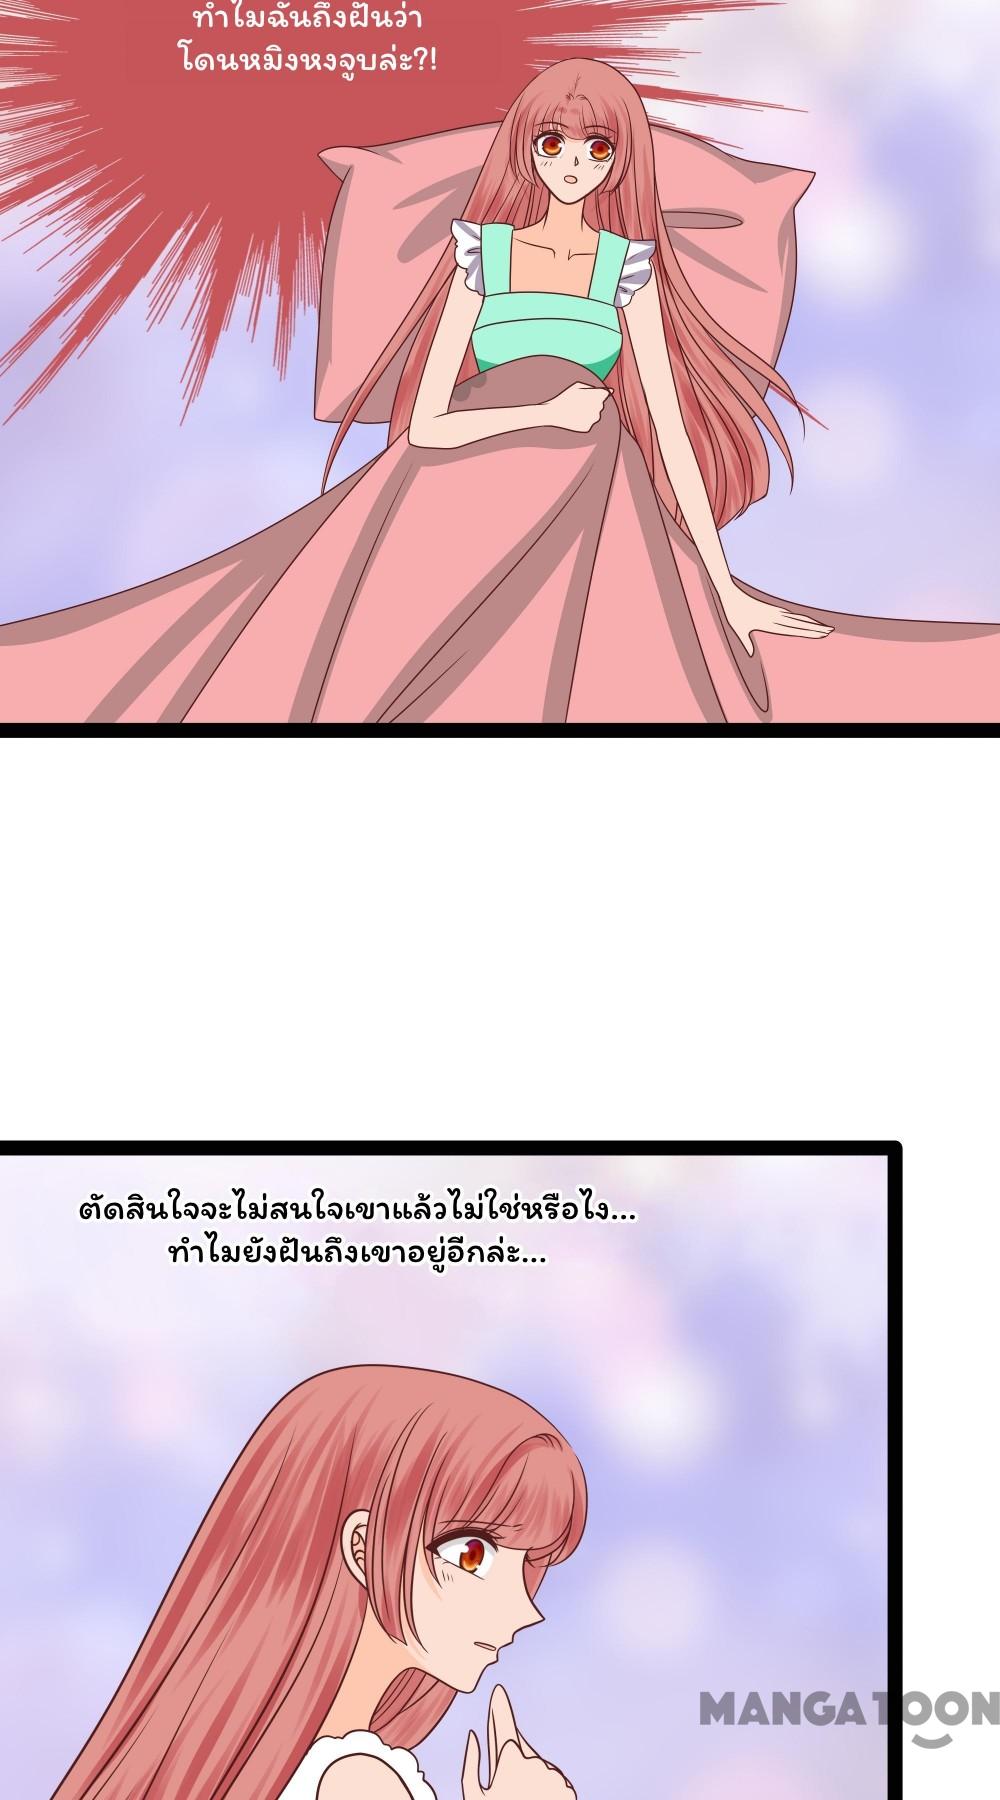 ทำไมฉันถึงฝันว่า
โดนหมิงหงจูบล่ะ?!
ตัดสินใจจะไม่สนใจเขาแล้วไม่ใช่หรือไง...
ทำไมยังฝันถึงเขาอยู่อีกล่ะ...
MANGATOON